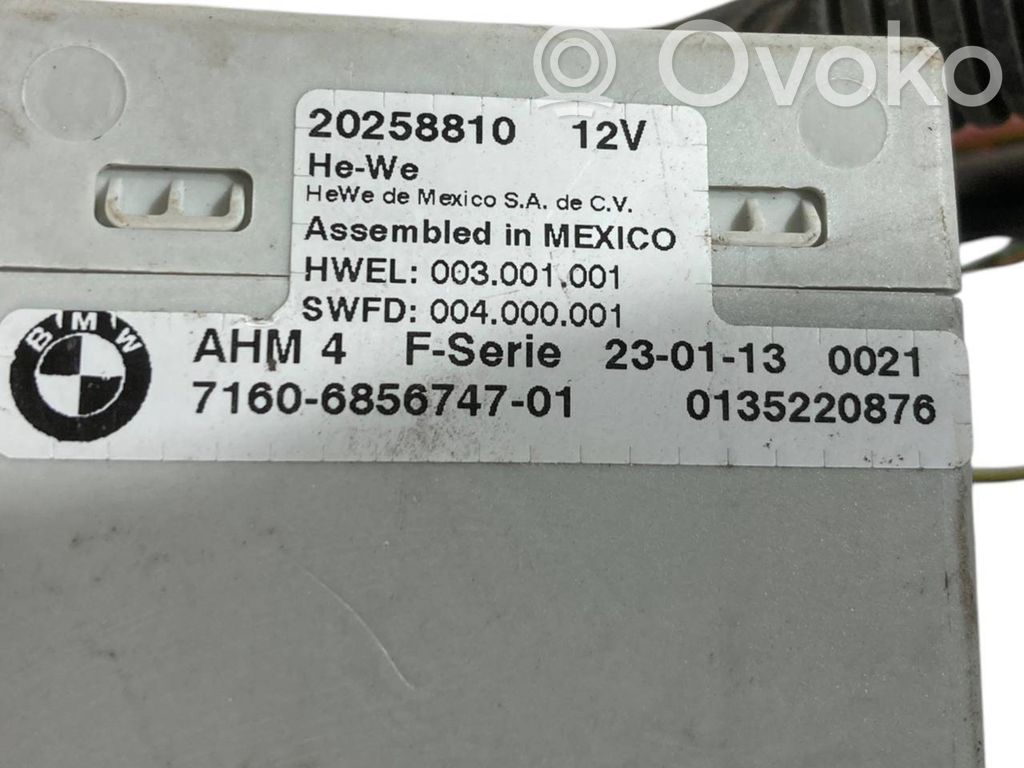 Ovoko
20258810 12V
He-We
HeWe de Mexico S.A. de C.V.
Assembled in MEXICO
HWEL: 003.001.001
SWFD: 004.000.001
BMW
AHM 4 F-Serie 23-01-13 0021
7160-6856747-01 0135220876
Ovoko